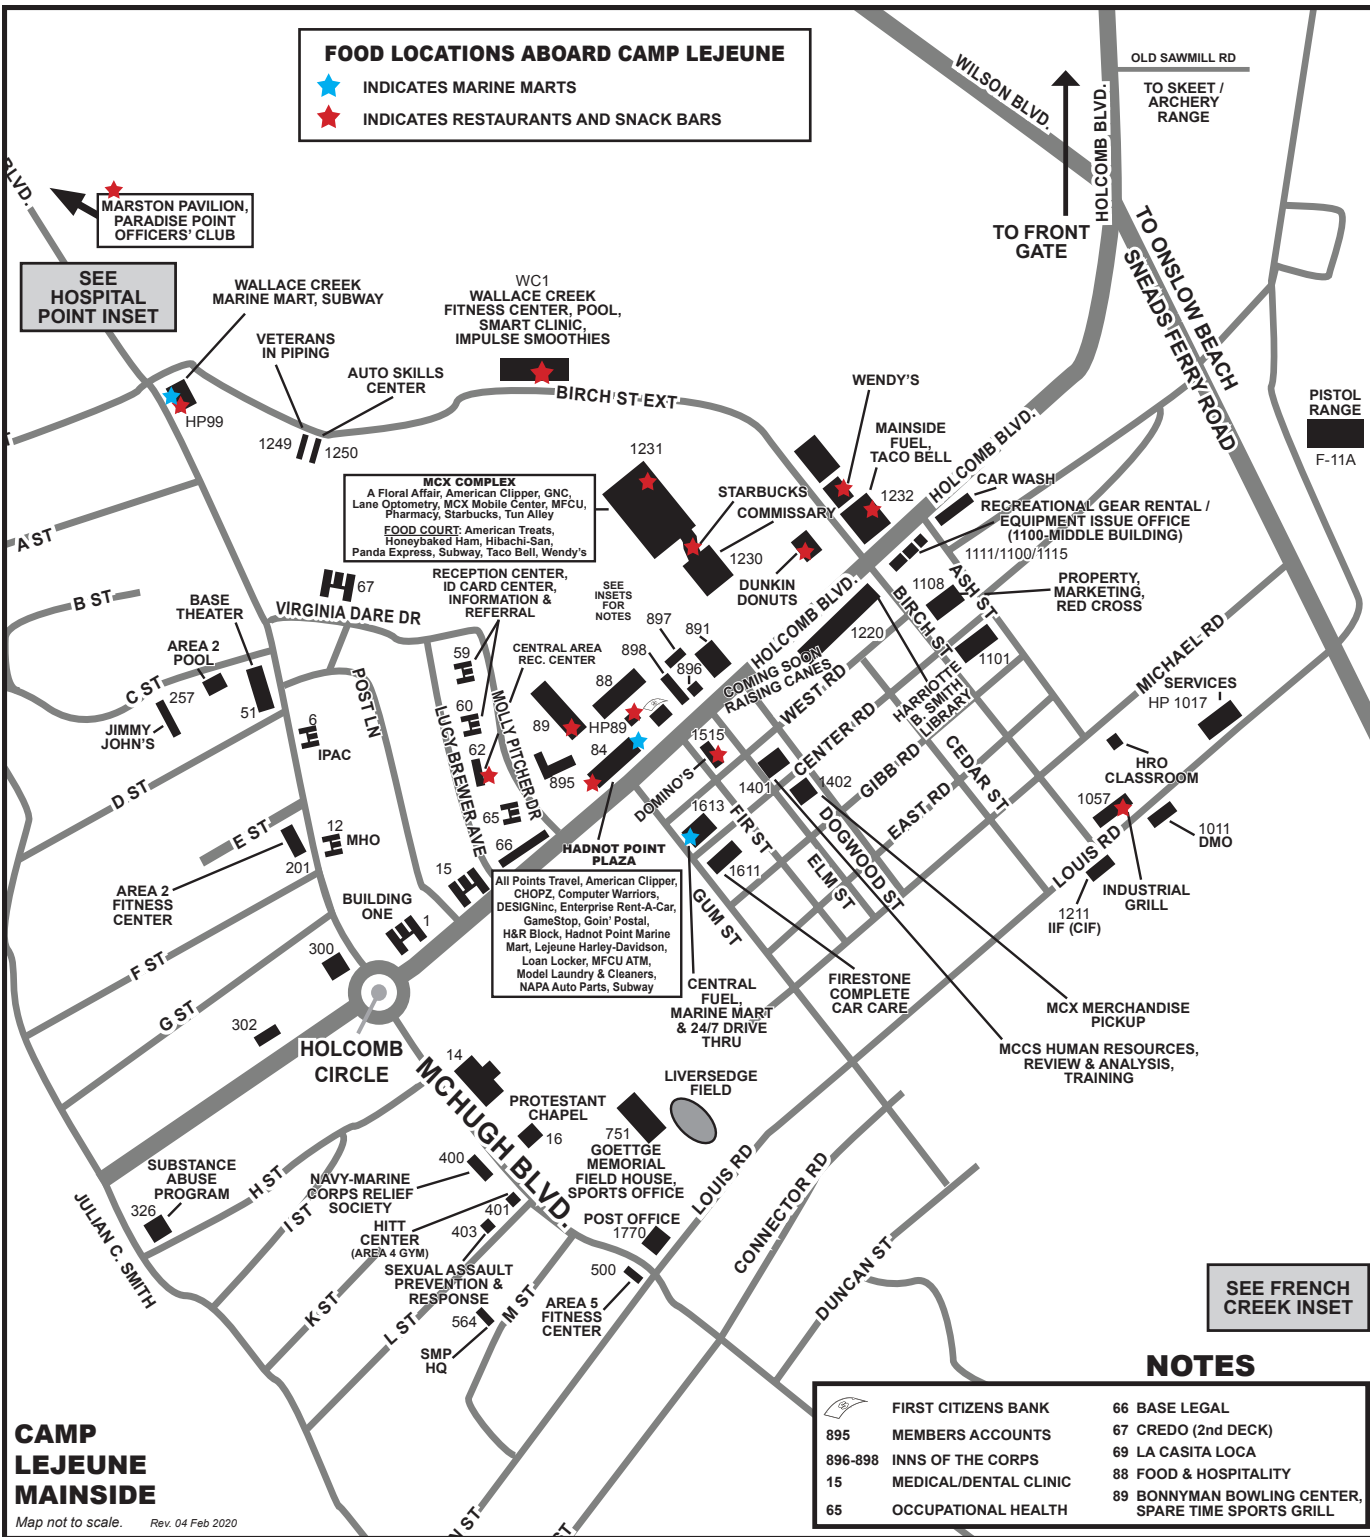 FOOD LOCATIONS ABOARD CAMP LEJEUNE
INDICATES MARINE MARTS
INDICATES RESTAURANTS AND SNACK BARS
WILSON BLVD.
HOLCOMB BLVD.
OLD SAWMILL RD
TO SKEET /
ARCHERY
RANGE
TO FRONT
GATE
TO ONSLOW BEACH
SNEADS FERRY ROAD
BLVD.
MARSTON PAVILION,
PARADISE POINT
OFFICERS' CLUB
SEE
HOSPITAL
POINT INSET
WALLACE CREEK
MARINE MART, SUBWAY
HP99
VETERANS
IN PIPING
AUTO SKILLS
CENTER
1249
1250
WC1
WALLACE CREEK
FITNESS CENTER, POOL,
SMART CLINIC,
IMPULSE SMOOTHIES
BIRCH ST EXT
WENDY'S
MAINSIDE
FUEL,
TACO BELL
1232
HOLCOMB BLVD.
PISTOL
RANGE
F-11A
CAR WASH
RECREATIONAL GEAR RENTAL /
EQUIPMENT ISSUE OFFICE
(1100-MIDDLE BUILDING)
1111/1100/1115
1231
MCX COMPLEX
A Floral Affair, American Clipper, GNC,
Lane Optometry, MCX Mobile Center, MFCU,
Pharmacy, Starbucks, Tun Alley
FOOD COURT: American Treats,
Honeybaked Ham, Hibachi-San,
Panda Express, Subway, Taco Bell, Wendy's
STARBUCKS
COMMISSARY
1230
DUNKIN
DONUTS
A ST
B ST
67
VIRGINIA DARE DR
BASE
THEATER
AREA 2
POOL
C ST
257
JIMMY
JOHN'S
51
RECEPTION CENTER,
ID CARD CENTER,
INFORMATION &
REFERRAL
SEE
INSETS
FOR
NOTES
897
891
898
896
CENTRAL AREA
REC. CENTER
59
60
62
65
66
88
89
HP89
84
895
HOLCOMB BLVD.
COMING SOON
RAISING CANES
1220
BIRCH ST
ASH ST
1108
PROPERTY,
MARKETING,
RED CROSS
1101
MICHAEL RD
HARRIOTTE
B. SMITH
LIBRARY
WEST RD
CENTER RD
GIBB RD
EAST RD
CEDAR ST
SERVICES
HP 1017
HRO
CLASSROOM
1057
1011
DMO
INDUSTRIAL
GRILL
LOUIS RD
1211
IIF (CIF)
6
IPAC
POST LN
LUCY BREWER AVE
MOLLY PITCHER DR
D ST
E ST
12
MHO
201
AREA 2
FITNESS
CENTER
15
BUILDING
ONE
1
300
F ST
G ST
302
HOLCOMB
CIRCLE
HADNOT POINT
PLAZA
All Points Travel, American Clipper,
CHOPZ, Computer Warriors,
DESIGNinc, Enterprise Rent-A-Car,
GameStop, Goin' Postal,
H&R Block, Hadnot Point Marine
Mart, Lejeune Harley-Davidson,
Loan Locker, MFCU ATM,
Model Laundry & Cleaners,
NAPA Auto Parts, Subway
1515
DOMINO'S
1613
1611
1401
1402
FIR ST
ELM ST
DOGWOOD ST
GUM ST
CENTRAL
FUEL,
MARINE MART
& 24/7 DRIVE
THRU
FIRESTONE
COMPLETE
CAR CARE
MCX MERCHANDISE
PICKUP
MCCS HUMAN RESOURCES,
REVIEW & ANALYSIS,
TRAINING
14
MCHUGH BLVD.
PROTESTANT
CHAPEL
16
LIVERSEDGE
FIELD
751
GOETTGE
MEMORIAL
FIELD HOUSE,
SPORTS OFFICE
SUBSTANCE
ABUSE
PROGRAM
326
H ST
I ST
JULIAN C. SMITH
400
NAVY-MARINE
CORPS RELIEF
SOCIETY
401
HITT
CENTER
(AREA 4 GYM)
403
SEXUAL ASSAULT
PREVENTION &
RESPONSE
564
SMP
HQ
K ST
L ST
M ST
POST OFFICE
1770
500
AREA 5
FITNESS
CENTER
LOUIS RD
CONNECTOR RD
DUNCAN ST
N ST
ST
SEE FRENCH
CREEK INSET
NOTES
FIRST CITIZENS BANK
895 MEMBERS ACCOUNTS
896-898 INNS OF THE CORPS
15 MEDICAL/DENTAL CLINIC
65 OCCUPATIONAL HEALTH
66 BASE LEGAL
67 CREDO (2nd DECK)
69 LA CASITA LOCA
88 FOOD & HOSPITALITY
89 BONNYMAN BOWLING CENTER,
SPARE TIME SPORTS GRILL
CAMP
LEJEUNE
MAINSIDE
Map not to scale. Rev. 04 Feb 2020